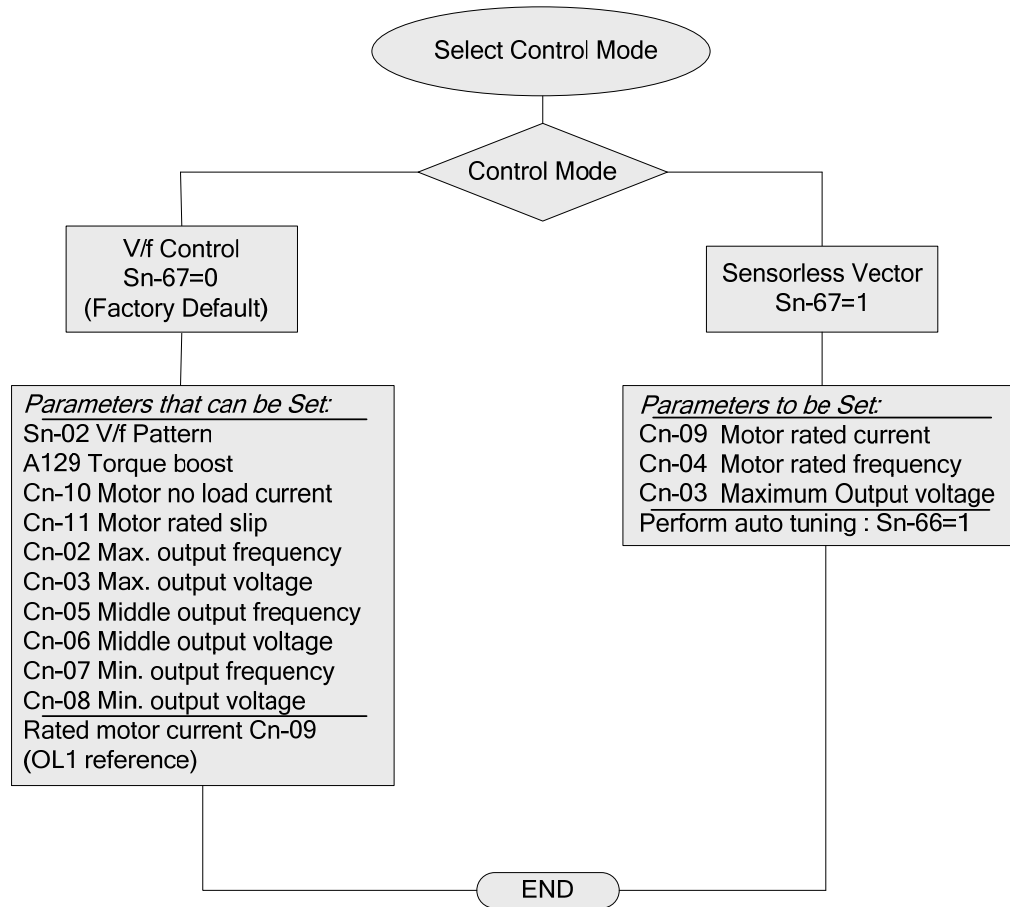 Select Control Mode
Control Mode
V/f Control
Sn-67=0
(Factory Default)
Sensorless Vector
Sn-67=1
Parameters that can be Set:
Sn-02 V/f Pattern
A129 Torque boost
Cn-10 Motor no load current
Cn-11 Motor rated slip
Cn-02 Max. output frequency
Cn-03 Max. output voltage
Cn-05 Middle output frequency
Cn-06 Middle output voltage
Cn-07 Min. output frequency
Cn-08 Min. output voltage
Rated motor current Cn-09
(OL1 reference)
Parameters to be Set:
Cn-09 Motor rated current
Cn-04 Motor rated frequency
Cn-03 Maximum Output voltage
Perform auto tuning : Sn-66=1
END